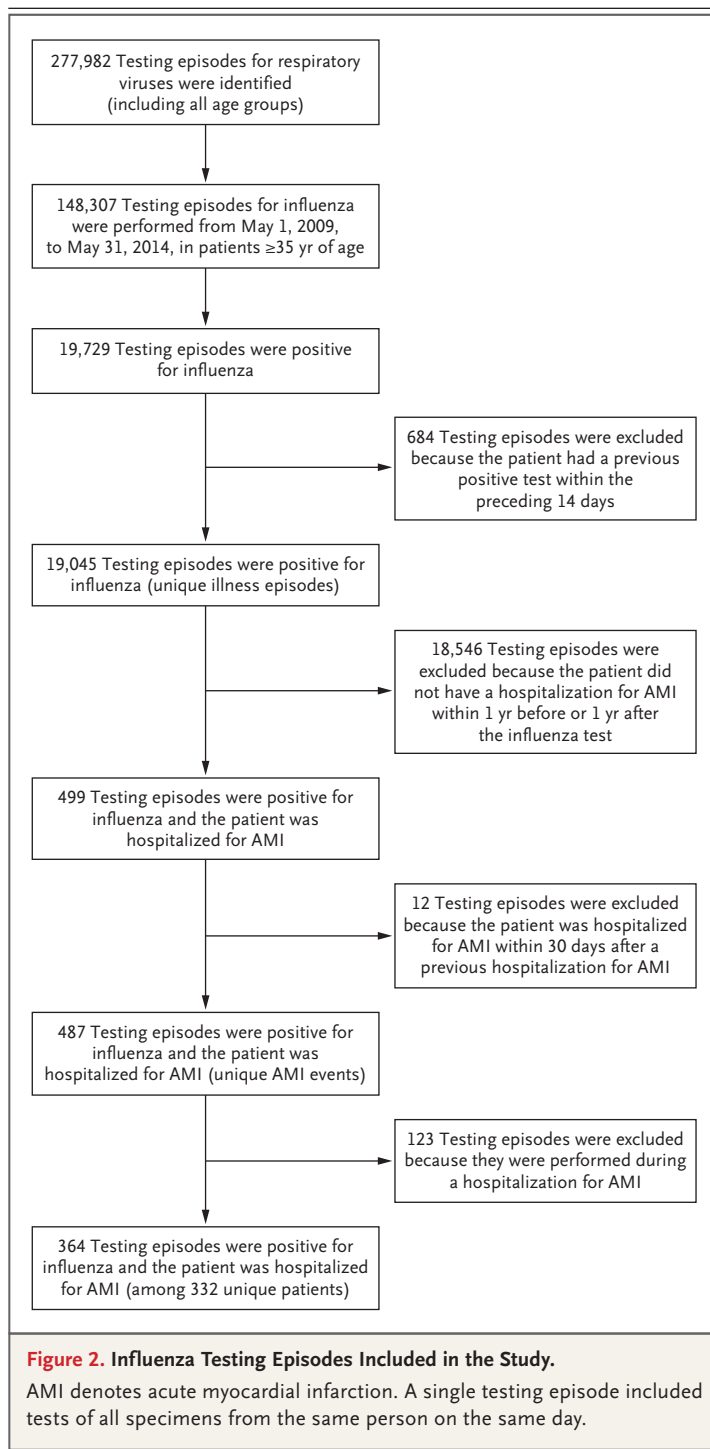 277,982 Testing episodes for respiratory
viruses were identified
(including all age groups)
148,307 Testing episodes for influenza
were performed from May 1, 2009,
to May 31, 2014, in patients ≥35 yr of age
19,729 Testing episodes were positive
for influenza
684 Testing episodes were excluded
because the patient had a previous
positive test within the
preceding 14 days
19,045 Testing episodes were positive for
influenza (unique illness episodes)
18,546 Testing episodes were
excluded because the patient did
not have a hospitalization for AMI
within 1 yr before or 1 yr after
the influenza test
499 Testing episodes were positive for
influenza and the patient was
hospitalized for AMI
12 Testing episodes were excluded
because the patient was hospitalized
for AMI within 30 days after a
previous hospitalization for AMI
487 Testing episodes were positive for
influenza and the patient was
hospitalized for AMI (unique AMI events)
123 Testing episodes were excluded
because they were performed during
a hospitalization for AMI
364 Testing episodes were positive for
influenza and the patient was hospitalized
for AMI (among 332 unique patients)
Figure 2. Influenza Testing Episodes Included in the Study.
AMI denotes acute myocardial infarction. A single testing episode included
tests of all specimens from the same person on the same day.